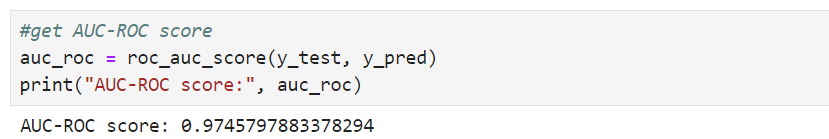 #get AUC-ROC score
auc_roc = roc_auc_score(y_test, y_pred)
print("AUC-ROC score:", auc_roc)
AUC-ROC score: 0.9745797883378294